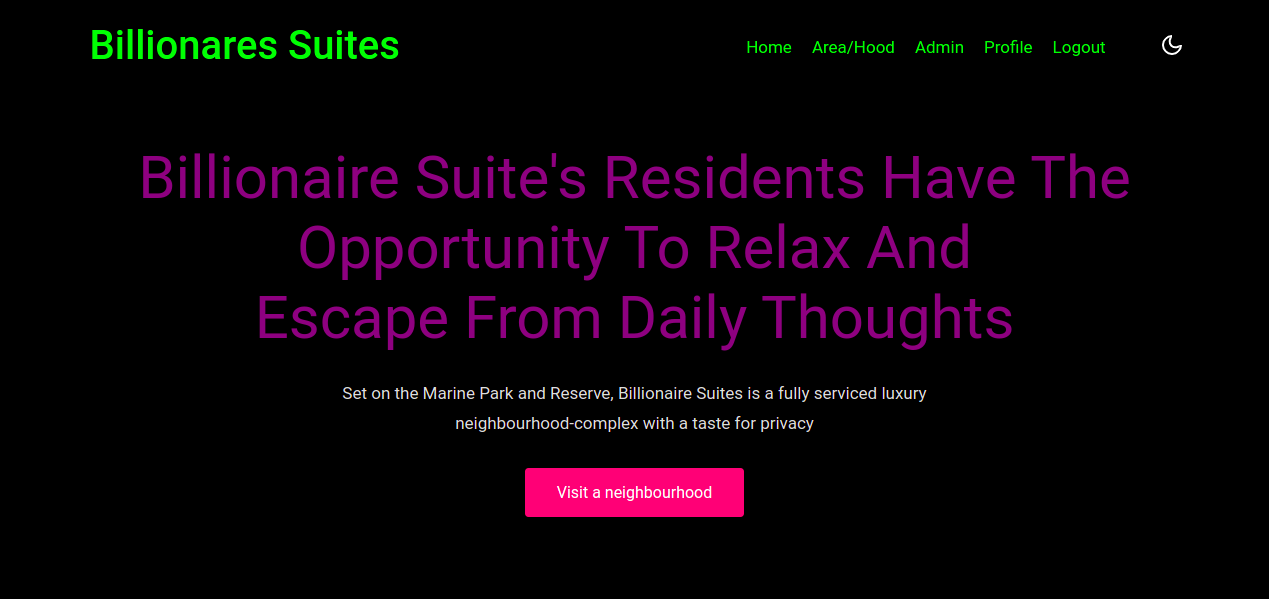 Billionares Suites
Home Area/Hood Admin Profile Logout
Billionaire Suite's Residents Have The
Opportunity To Relax And
Escape From Daily Thoughts
Set on the Marine Park and Reserve, Billionaire Suites is a fully serviced luxury
neighbourhood-complex with a taste for privacy
Visit a neighbourhood